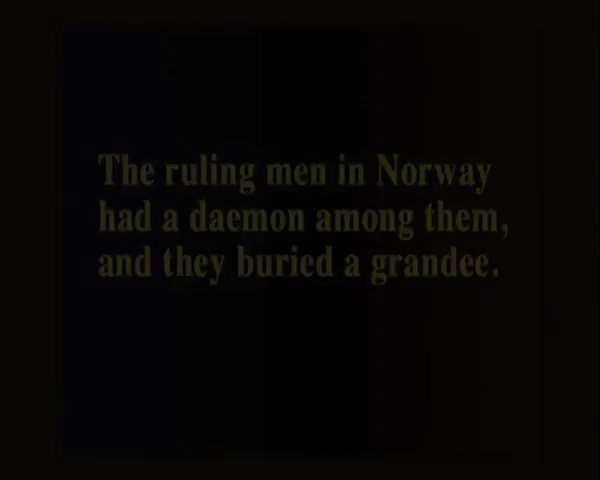 The ruling men in Norway
had a daemon among them,
and they buried a grandee.